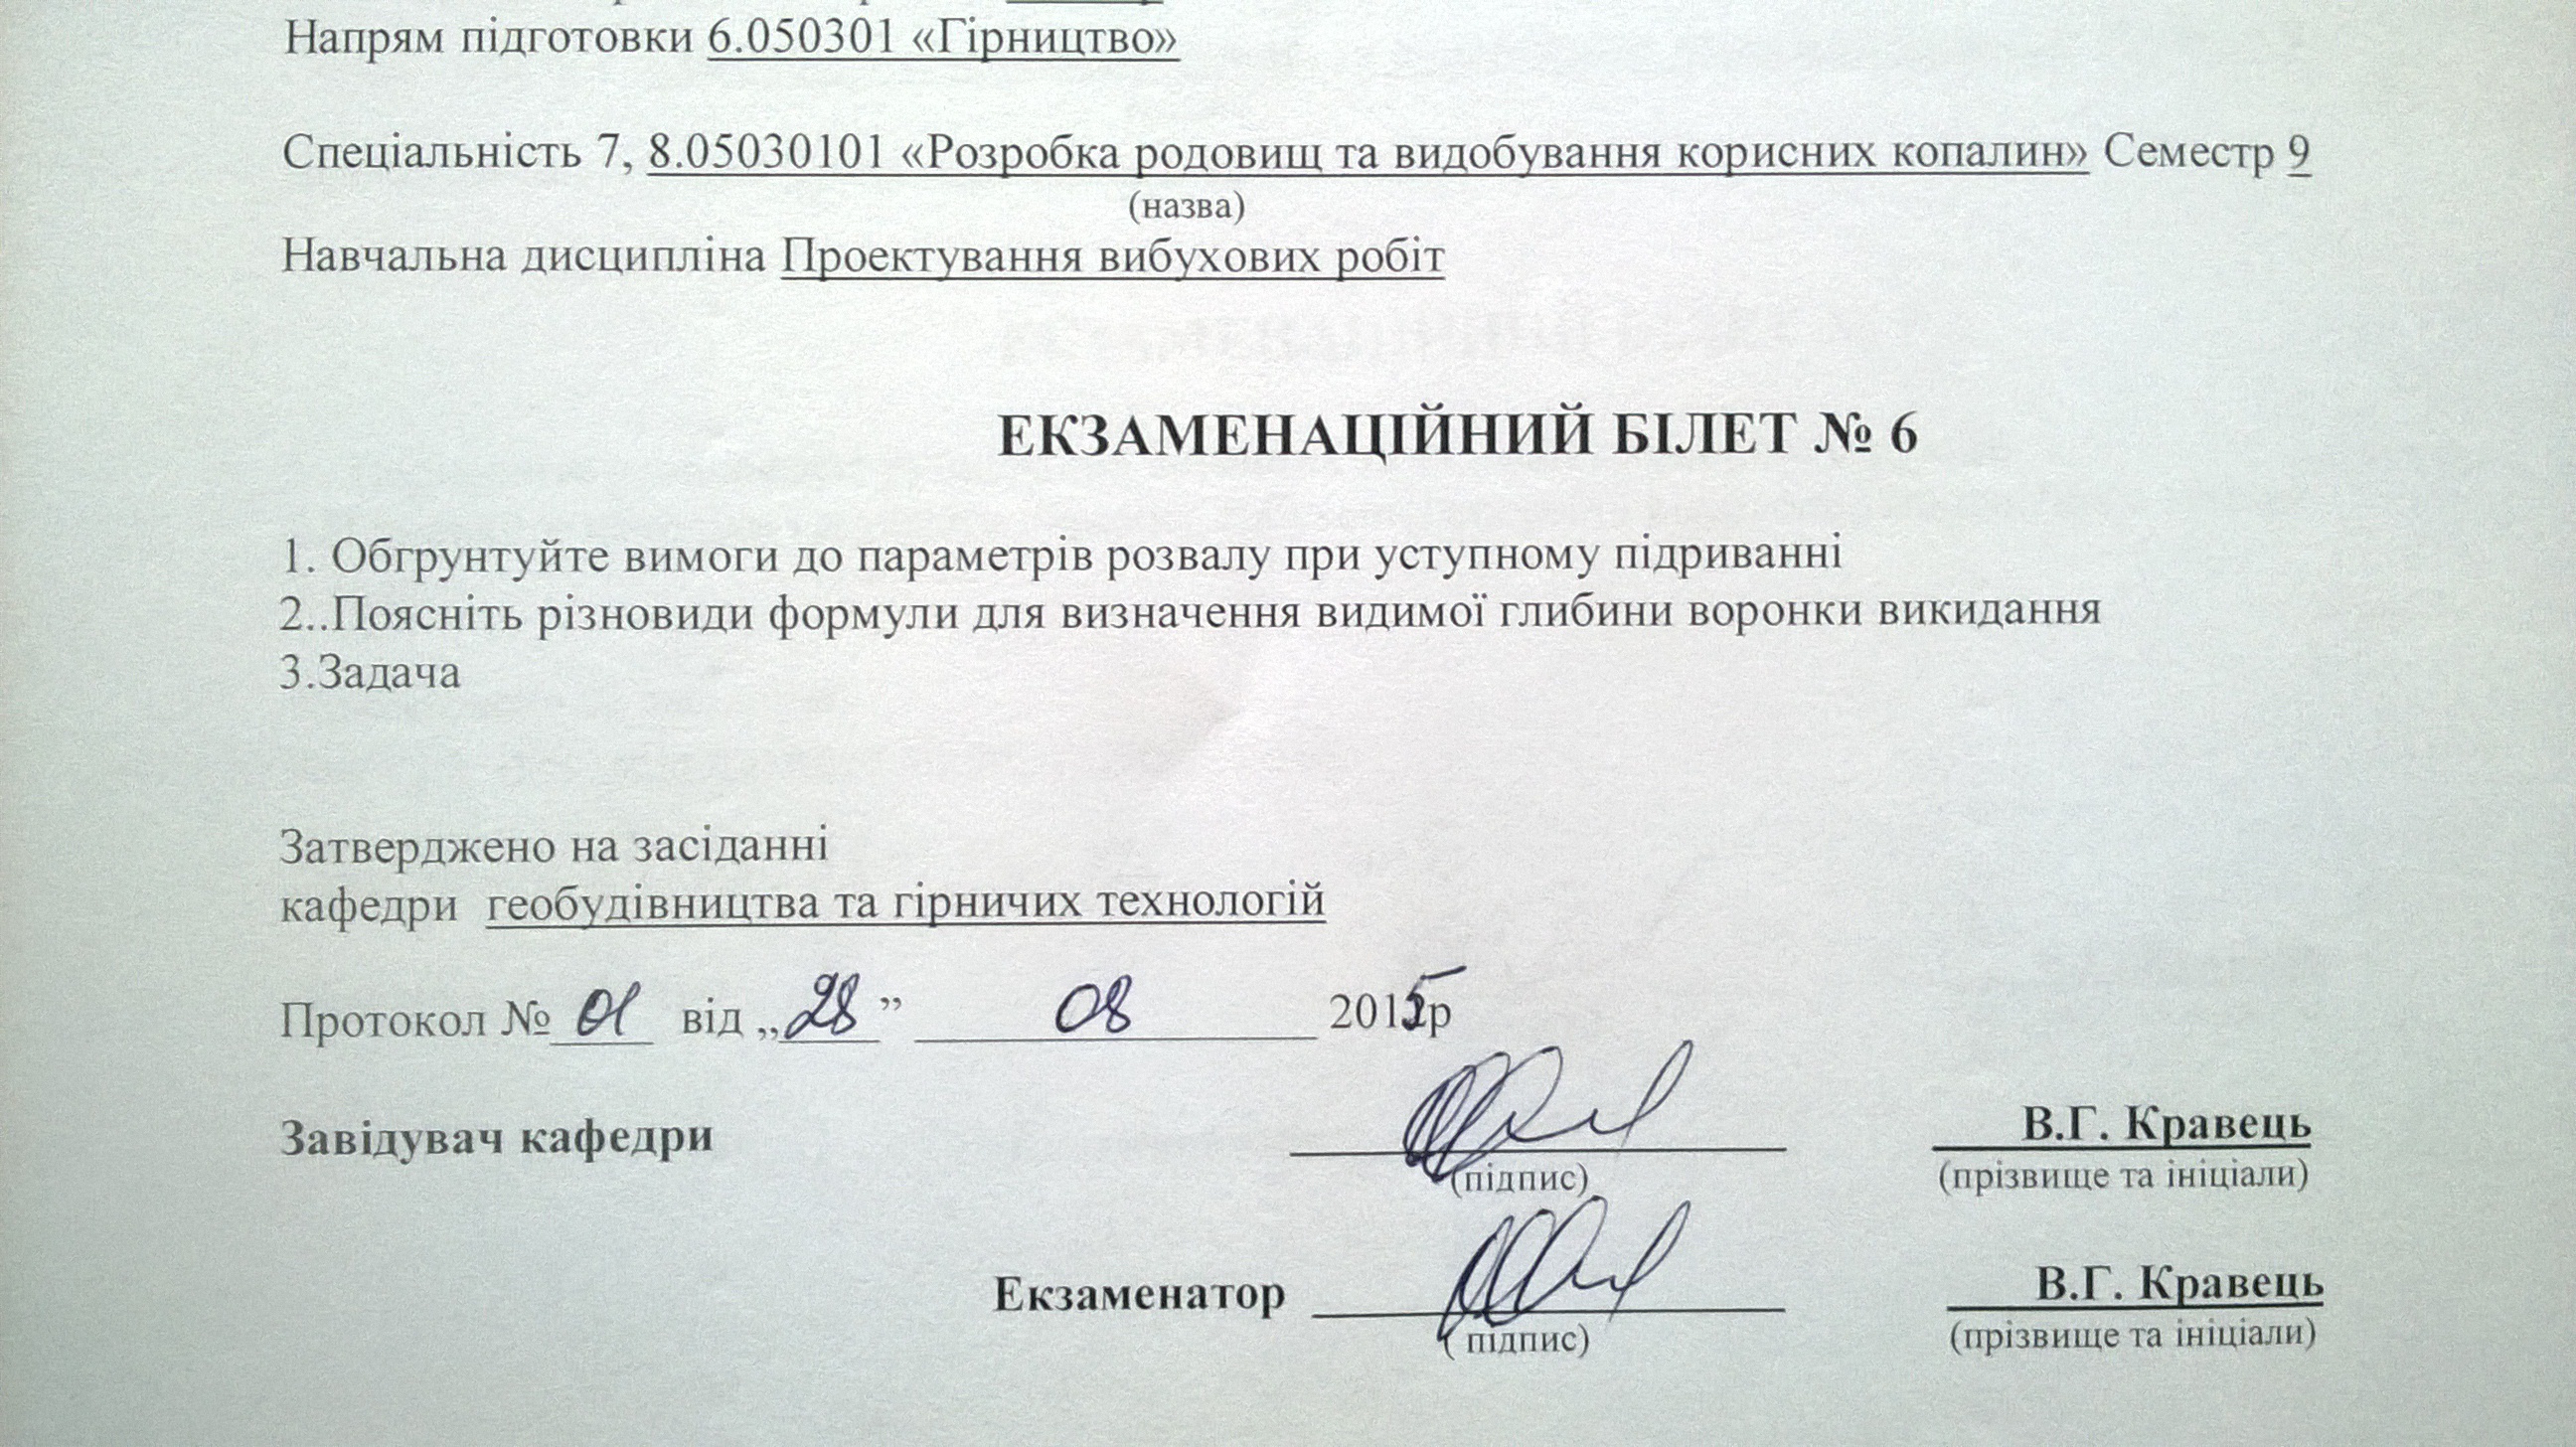 Напрям підготовки 6.050301 «Гірництво»
Спеціальність 7, 8.05030101 «Розробка родовищ та видобування корисних копалин» Семестр 9
(назва)
Навчальна дисципліна Проектування вибухових робіт
ЕКЗАМЕНАЦІЙНИЙ БІЛЕТ № 6
1. Обгрунтуйте вимоги до параметрів розвалу при уступному підриванні
2..Поясніть різновиди формули для визначення видимої глибини воронки викидання
3.Задача
Затверджено на засіданні
кафедри геобудівництва та гірничих технологій
Протокол № 01 від „28” 08 2015р
Завідувач кафедри В.Г. Кравець
(підпис) (прізвище та ініціали)
Екзаменатор В.Г. Кравець
( підпис) (прізвище та ініціали)